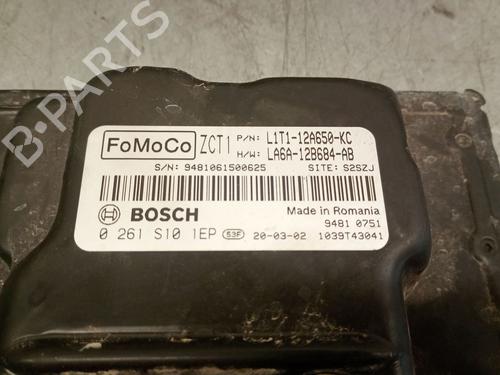 FoMoCo ZCT1 P/N: L1T1-12A650-KC
H/W: LA6A-12B684-AB
S/N: 9481061500625 SITE: S2SZJ
BOSCH Made in Romania
9481 0751
0 261 S10 1EP 53F 20-03-02 1039T43041
B-PARTS